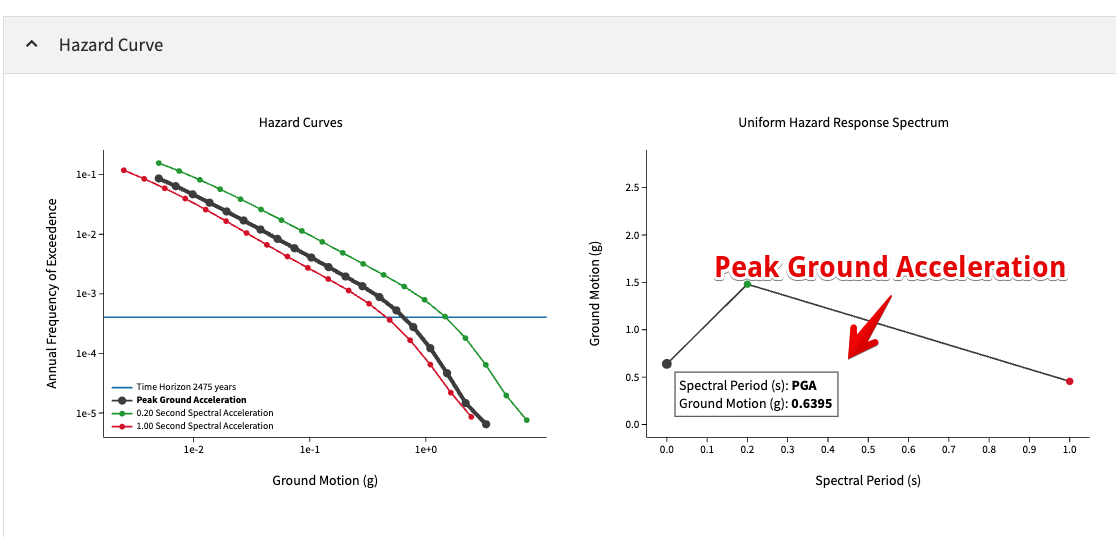 Hazard Curve
Hazard Curves
Annual Frequency of Exceedence
1e-1
1e-2
1e-3
1e-4
1e-5
Time Horizon 2475 years
Peak Ground Acceleration
0.20 Second Spectral Acceleration
1.00 Second Spectral Acceleration
1e-2 1e-1 1e+0
Ground Motion (g)
Uniform Hazard Response Spectrum
Ground Motion (g)
2.5
2.0
Peak Ground Acceleration
1.5
1.0
0.5
Spectral Period (s): PGA
Ground Motion (g): 0.6395
0.0
0.0 0.1 0.2 0.3 0.4 0.5 0.6 0.7 0.8 0.9 1.0
Spectral Period (s)